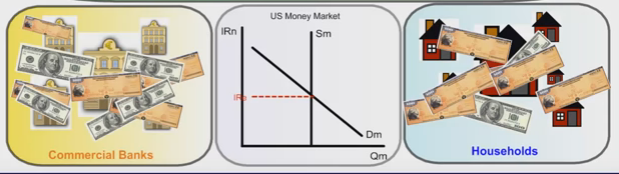 US Money Market
IRn
Sm
IRe
Dm
Qm
Commercial Banks
Households